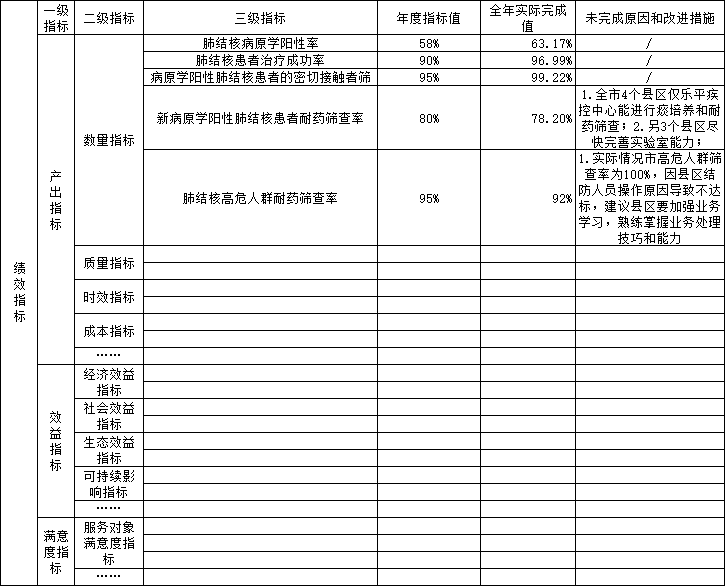 一级
指标
二级指标
三级指标
年度指标值
全年实际完成
值
未完成原因和改进措施
绩
效
指
标
产
出
指
标
数量指标
肺结核病原学阳性率
58%
63.17%
/
肺结核患者治疗成功率
90%
96.99%
/
病原学阳性肺结核患者的密切接触者筛
95%
99.22%
/
新病原学阳性肺结核患者耐药筛查率
80%
78.20%
1.全市4个县区仅乐平疾
控中心能进行痰培养和耐
药筛查；2.另3个县区尽
快完善实验室能力；
肺结核高危人群耐药筛查率
95%
92%
1.实际情况市高危人群筛
查率为100%，因县区结
防人员操作原因导致不达
标，建议县区要加强业务
学习，熟练掌握业务处理
技巧和能力
质量指标
时效指标
成本指标
……
效
益
指
标
经济效益
指标
社会效益
指标
生态效益
指标
可持续影
响指标
……
满意
度指
标
服务对象
满意度指
标
……